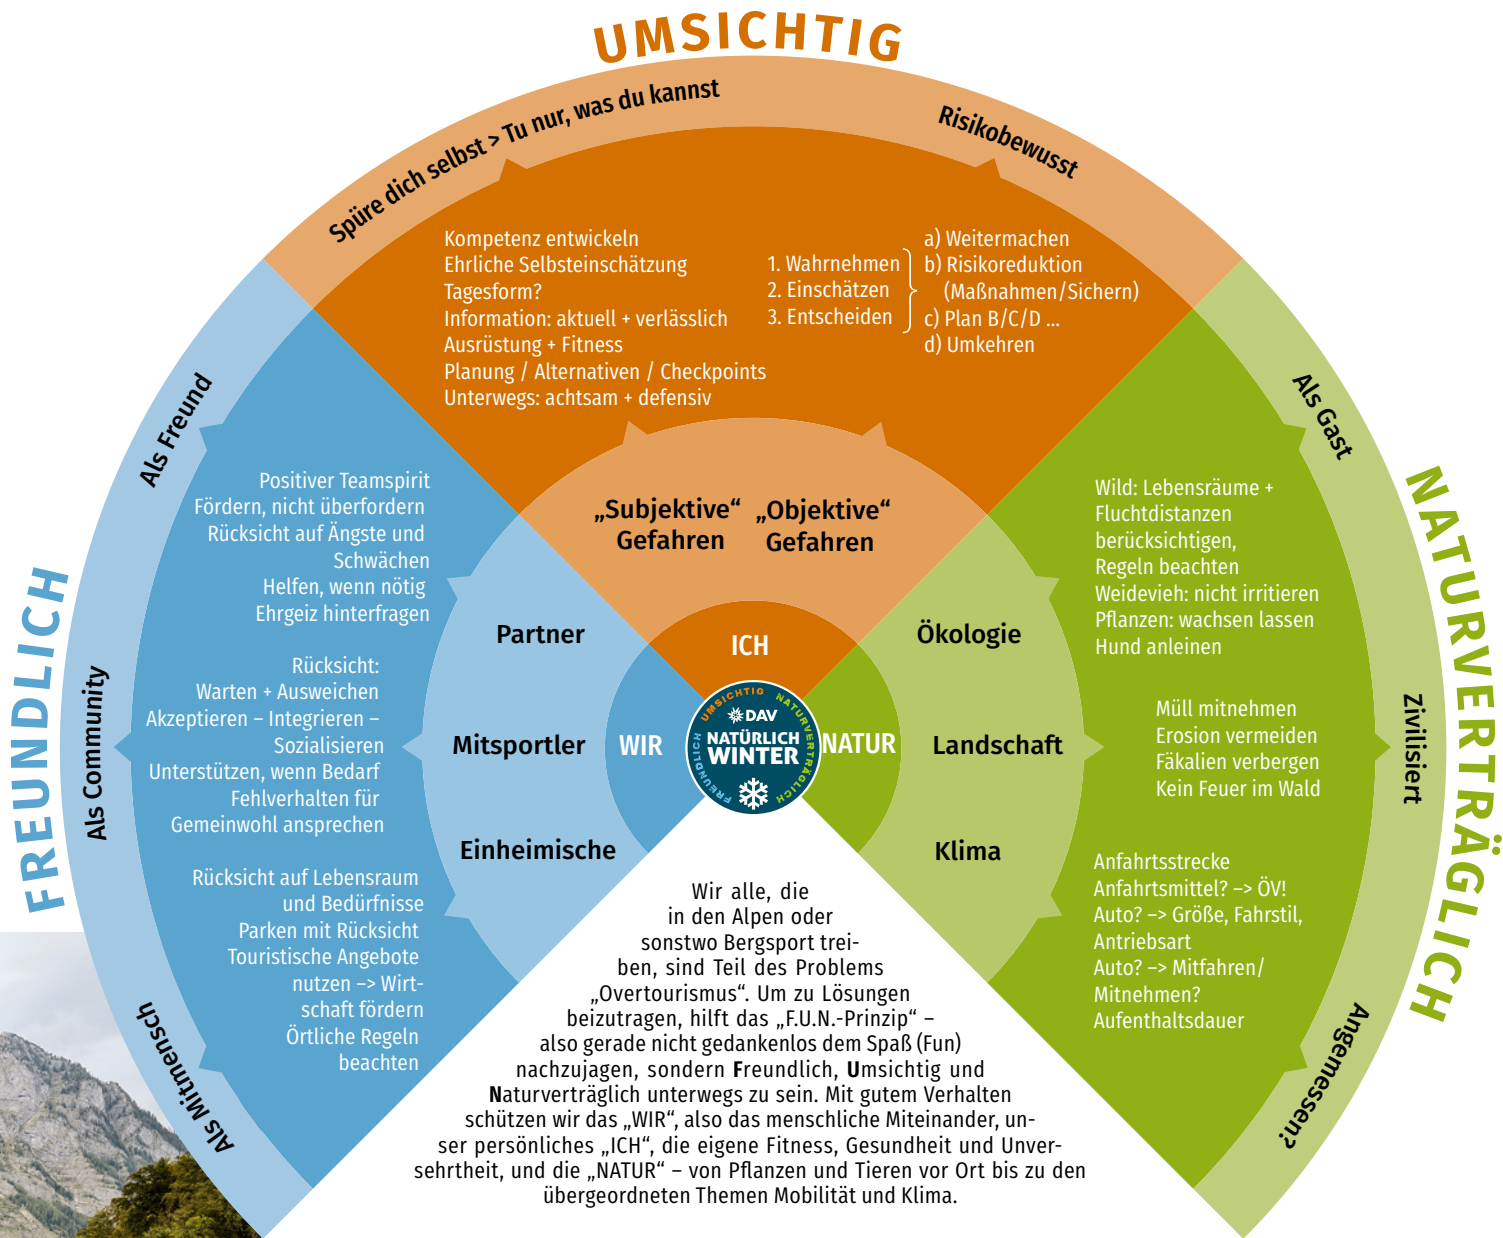 UMSICHTIG
Spüre dich selbst > Tu nur, was du kannst
Risikobewusst
Kompetenz entwickeln
Ehrliche Selbsteinschätzung
Tagesform?
Information: aktuell + verlässlich
Ausrüstung + Fitness
Planung / Alternativen / Checkpoints
Unterwegs: achtsam + defensiv
1. Wahrnehmen
2. Einschätzen
3. Entscheiden
a) Weitermachen
b) Risikoreduktion
(Maßnahmen/Sichern)
c) Plan B/C/D ...
d) Umkehren
„Subjektive“
Gefahren
„Objektive“
Gefahren
ICH
FREUNDLICH
Als Freund
Positiver Teamspirit
Fördern, nicht überfordern
Rücksicht auf Ängste und
Schwächen
Helfen, wenn nötig
Ehrgeiz hinterfragen
Partner
Als Community
Rücksicht:
Warten + Ausweichen
Akzeptieren – Integrieren –
Sozialisieren
Unterstützen, wenn Bedarf
Fehlverhalten für
Gemeinwohl ansprechen
Mitsportler
WIR
Als Mitmensch
Rücksicht auf Lebensraum
und Bedürfnisse
Parken mit Rücksicht
Touristische Angebote
nutzen –> Wirt-
schaft fördern
Örtliche Regeln
beachten
Einheimische
UMSICHTIG
NATURVERTRÄGLICH
FREUNDLICH
DAV
NATÜRLICH
WINTER
NATURVERTRÄGLICH
Als Gast
Wild: Lebensräume +
Fluchtdistanzen
berücksichtigen,
Regeln beachten
Weidevieh: nicht irritieren
Pflanzen: wachsen lassen
Hund anleinen
Ökologie
Zivilisiert
Müll mitnehmen
Erosion vermeiden
Fäkalien verbergen
Kein Feuer im Wald
Landschaft
NATUR
Angemessen?
Anfahrtsstrecke
Anfahrtsmittel? –> ÖV!
Auto? –> Größe, Fahrstil,
Antriebsart
Auto? –> Mitfahren/
Mitnehmen?
Aufenthaltsdauer
Klima
Wir alle, die
in den Alpen oder
sonstwo Bergsport trei-
ben, sind Teil des Problems
„Overtourismus“. Um zu Lösungen
beizutragen, hilft das „F.U.N.-Prinzip“ –
also gerade nicht gedankenlos dem Spaß (Fun)
nachzujagen, sondern Freundlich, Umsichtig und
Naturverträglich unterwegs zu sein. Mit gutem Verhalten
schützen wir das „WIR“, also das menschliche Miteinander, un-
ser persönliches „ICH“, die eigene Fitness, Gesundheit und Unver-
sehrtheit, und die „NATUR“ – von Pflanzen und Tieren vor Ort bis zu den
übergeordneten Themen Mobilität und Klima.